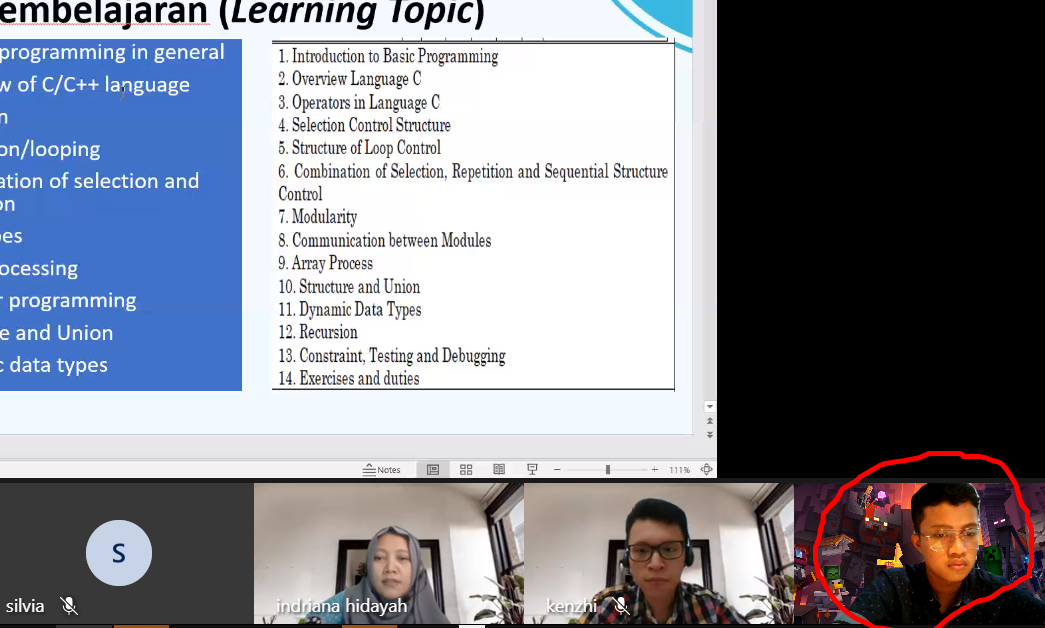 embelajaran (Learning Topic)
programming in general
w of C/C++ language
n
on/looping
ation of selection and
on
pes
ocessing
r programming
e and Union
c data types
1. Introduction to Basic Programming
2. Overview Language C
3. Operators in Language C
4. Selection Control Structure
5. Structure of Loop Control
6. Combination of Selection, Repetition and Sequential Structure
Control
7. Modularity
8. Communication between Modules
9. Array Process
10. Structure and Union
11. Dynamic Data Types
12. Recursion
13. Constraint, Testing and Debugging
14. Exercises and duties
Notes
111%
S
silvia
indriana hidayah
kenzhi